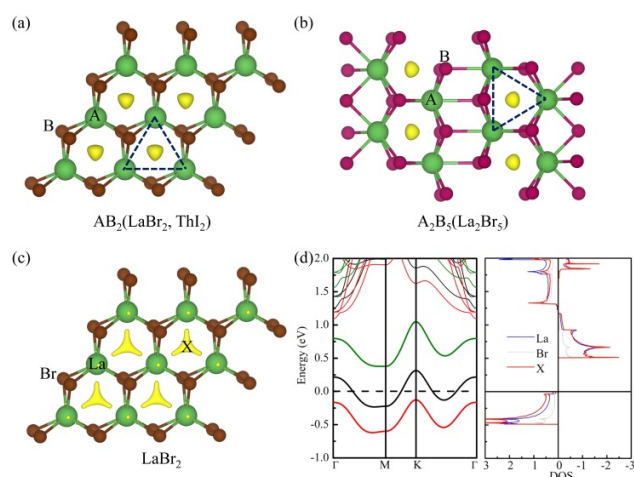 (a)
B
A
AB₂(LaBr₂, ThI₂)
(b)
B
A
A₂B₅(La₂Br₅)
(c)
X
La
Br
LaBr₂
(d)
Energy (eV)
2.0
1.5
1.0
0.5
0.0
-0.5
-1.0
Γ M K Γ
La
Br
X
3 2 1 0 -1 -2 -3
DOS